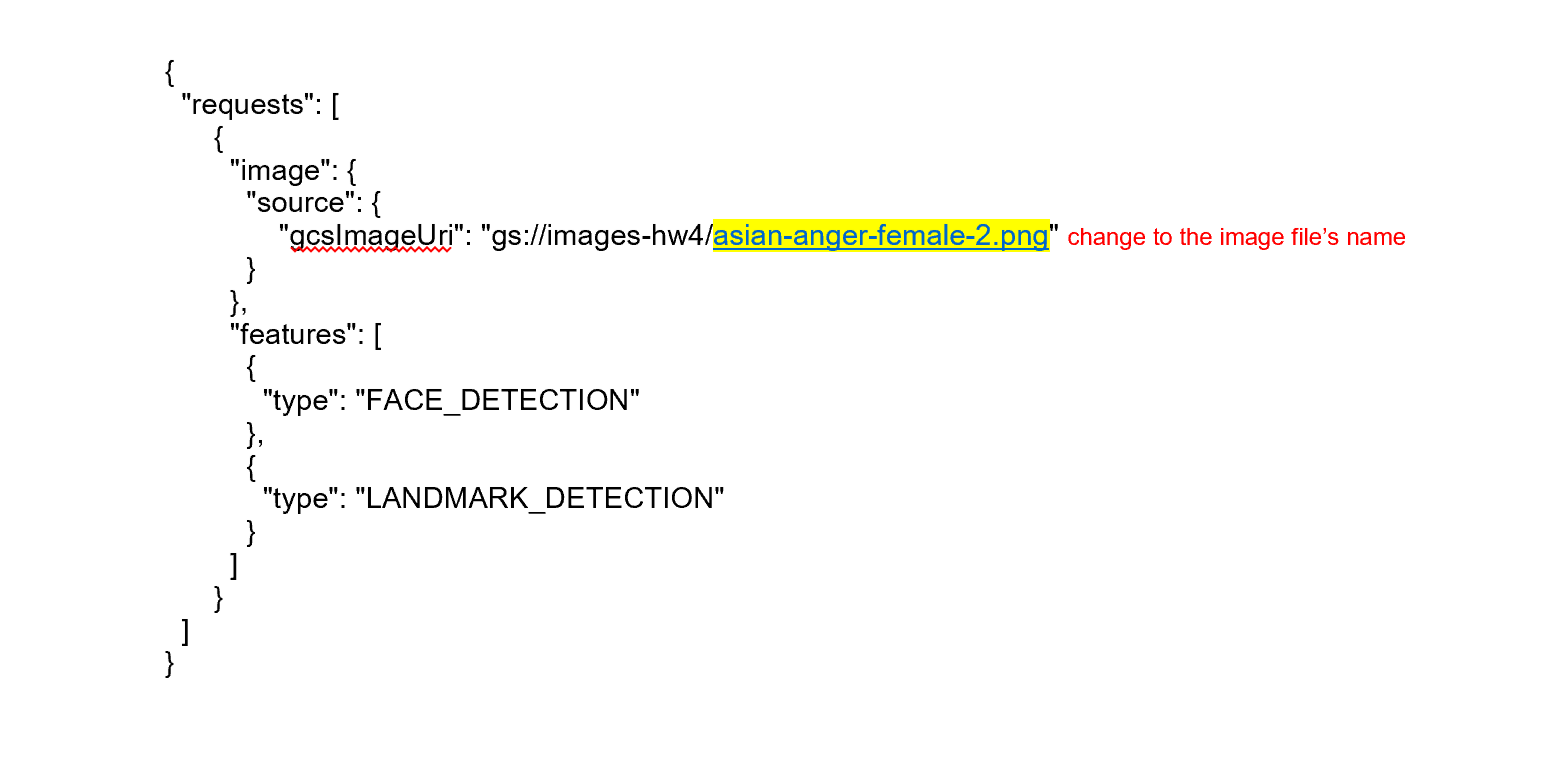 {
"requests": [
{
"image": {
"source": {
"gcsImageUri": "gs://images-hw4/asian-anger-female-2.png" change to the image file’s name
}
},
"features": [
{
"type": "FACE_DETECTION"
},
{
"type": "LANDMARK_DETECTION"
}
]
}
]
}